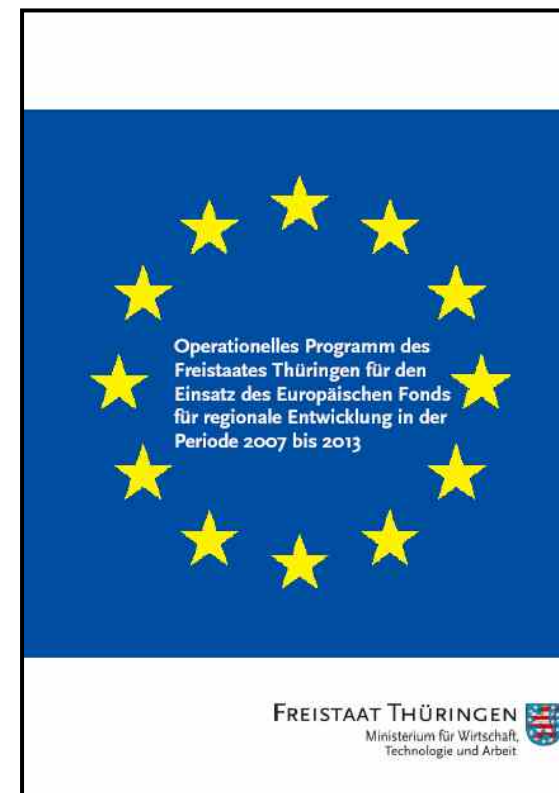 Operationelles Programm des
Freistaates Thüringen für den
Einsatz des Europäischen Fonds
für regionale Entwicklung in der
Periode 2007 bis 2013
FREISTAAT THÜRINGEN
Ministerium für Wirtschaft,
Technologie und Arbeit